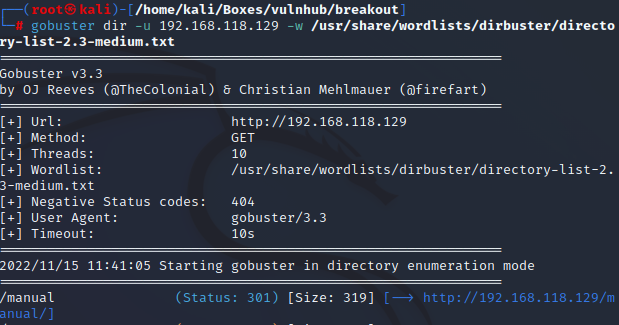 ┌──(root㉿kali)-[/home/kali/Boxes/vulnhub/breakout]
└─# gobuster dir -u 192.168.118.129 -w /usr/share/wordlists/dirbuster/directo
ry-list-2.3-medium.txt
===============================================================
Gobuster v3.3
by OJ Reeves (@TheColonial) & Christian Mehlmauer (@firefart)
===============================================================
[+] Url:                     http://192.168.118.129
[+] Method:                  GET
[+] Threads:                 10
[+] Wordlist:                /usr/share/wordlists/dirbuster/directory-list-2.
3-medium.txt
[+] Negative Status codes:   404
[+] User Agent:              gobuster/3.3
[+] Timeout:                 10s
===============================================================
2022/11/15 11:41:05 Starting gobuster in directory enumeration mode
===============================================================
/manual               (Status: 301) [Size: 319] [--> http://192.168.118.129/m
anual/]